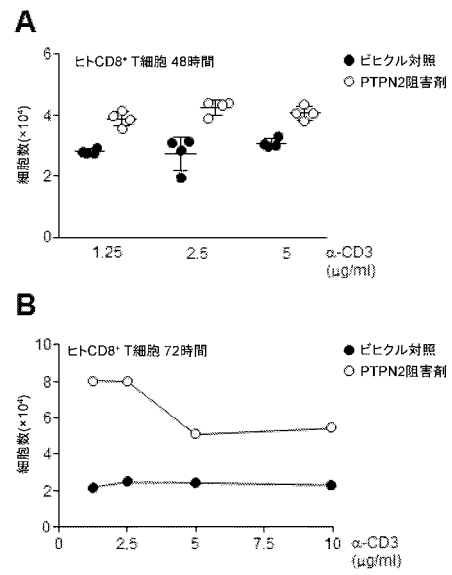 A
ヒトCD8⁺ T細胞 48時間
ビヒクル対照
PTPN2阻害剤
細胞数(×10⁴)
6
4
2
0
1.25
2.5
5
α-CD3
(μg/ml)
B
ヒトCD8⁺ T細胞 72時間
ビヒクル対照
PTPN2阻害剤
細胞数(×10⁴)
10
8
6
4
2
0
0
2.5
5
7.5
10
α-CD3
(μg/ml)